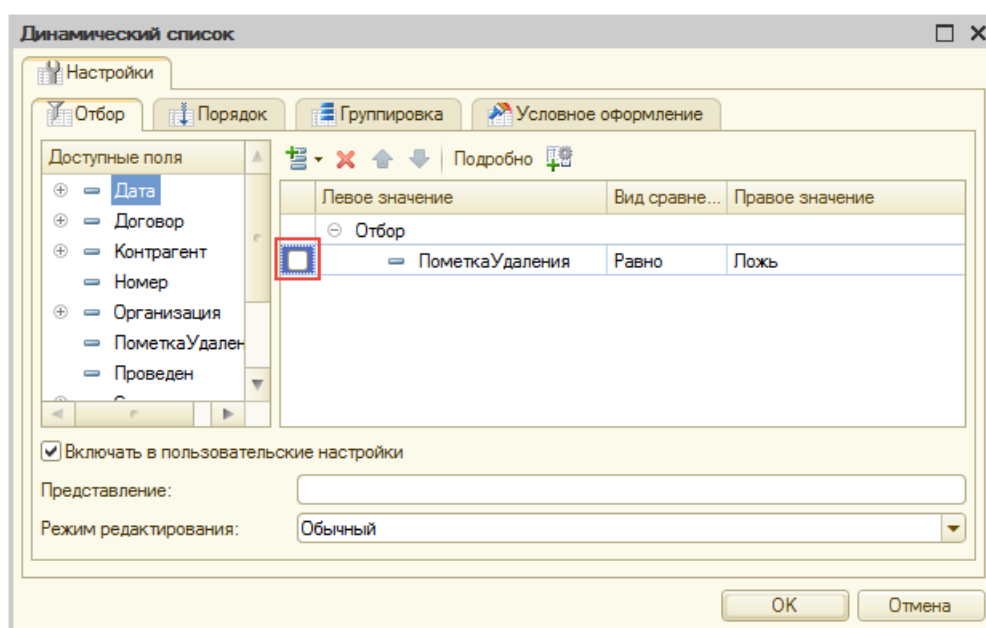 Динамический список
Настройки
Отбор Порядок Группировка Условное оформление
Доступные поля
Дата
Договор
Контрагент
Номер
Организация
ПометкаУдален
Проведен
Подробно
Левое значение Вид сравне... Правое значение
Отбор
ПометкаУдаления Равно Ложь
Включать в пользовательские настройки
Представление:
Режим редактирования: Обычный
OK Отмена